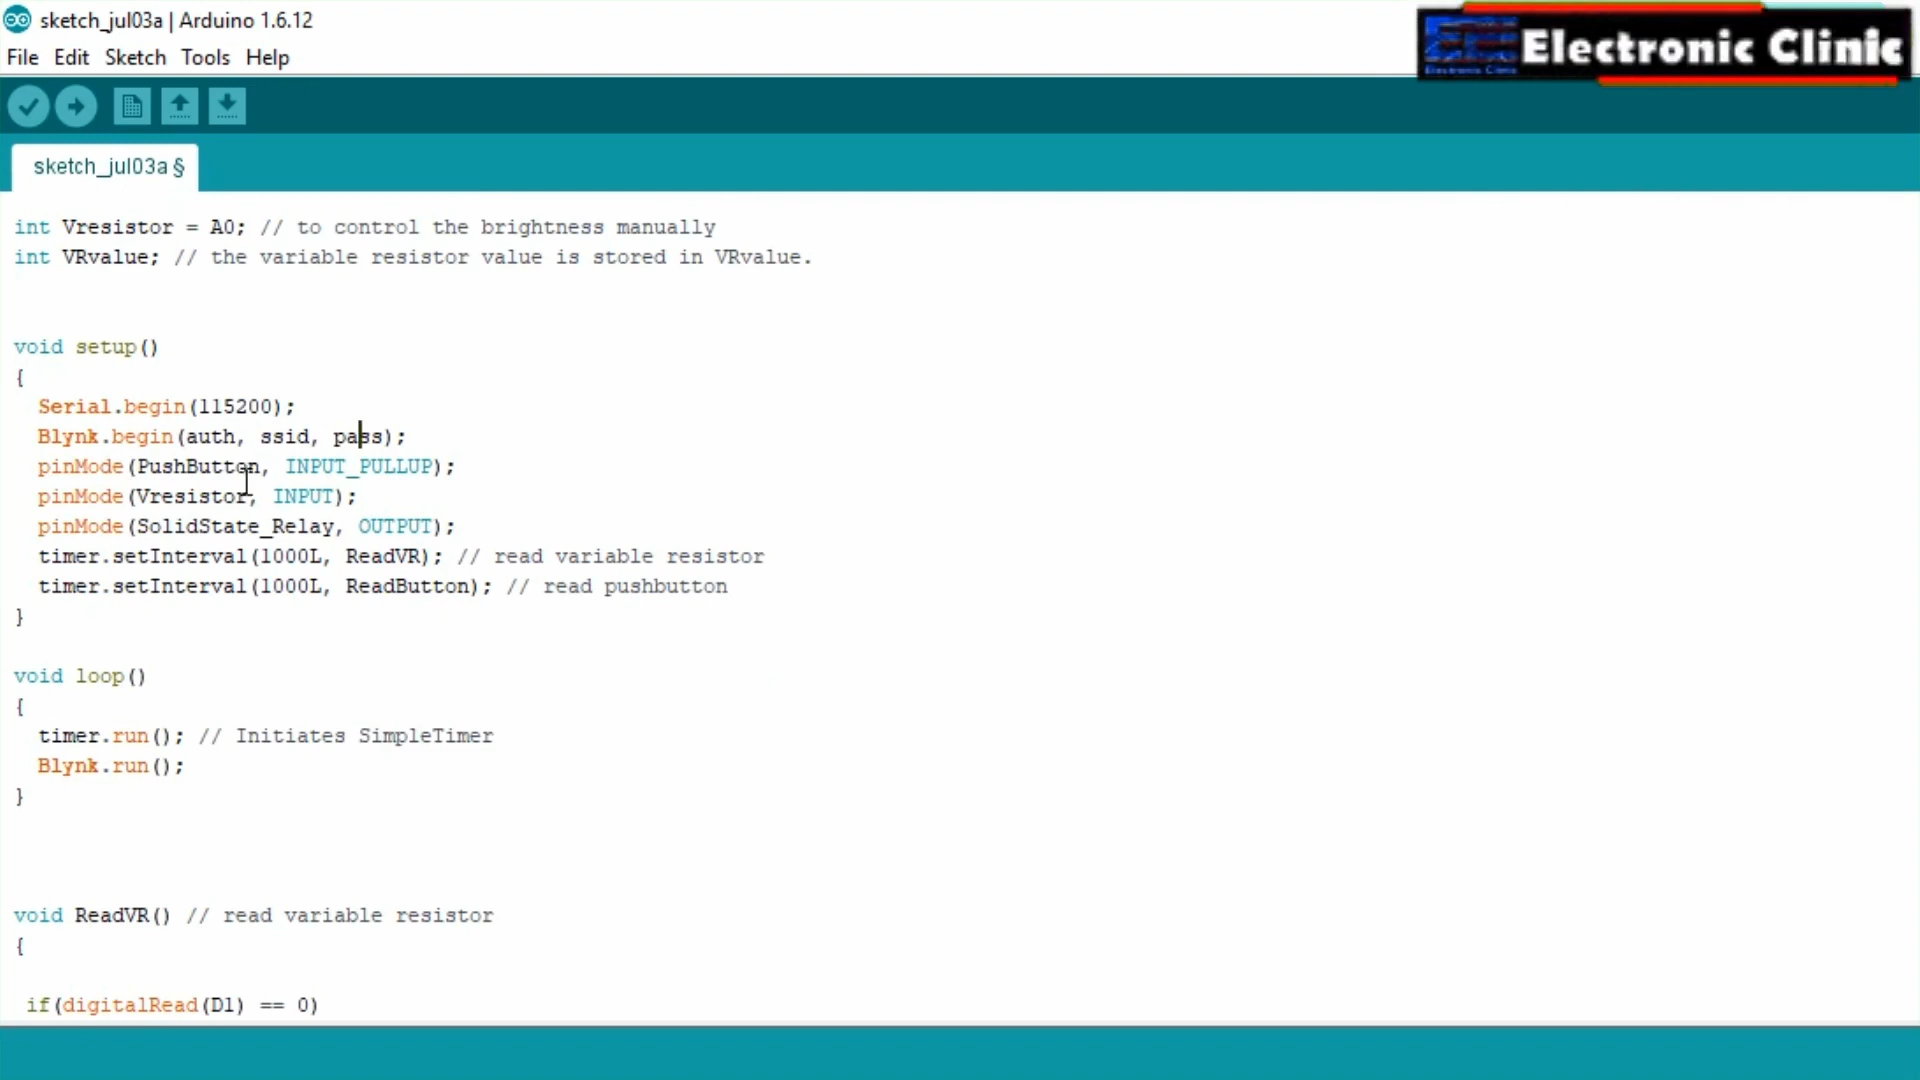 sketch_jul03a | Arduino 1.6.12
File Edit Sketch Tools Help
Electronic Clinic
Electronic Clinic
sketch_jul03a §
int Vresistor = A0; // to control the brightness manually
int VRvalue; // the variable resistor value is stored in VRvalue.
void setup()
{
Serial.begin(115200);
Blynk.begin(auth, ssid, pass);
pinMode(PushButton, INPUT_PULLUP);
pinMode(Vresistor, INPUT);
pinMode(SolidState_Relay, OUTPUT);
timer.setInterval(1000L, ReadVR); // read variable resistor
timer.setInterval(1000L, ReadButton); // read pushbutton
}
void loop()
{
timer.run(); // Initiates SimpleTimer
Blynk.run();
}
void ReadVR() // read variable resistor
{
if(digitalRead(D1) == 0)